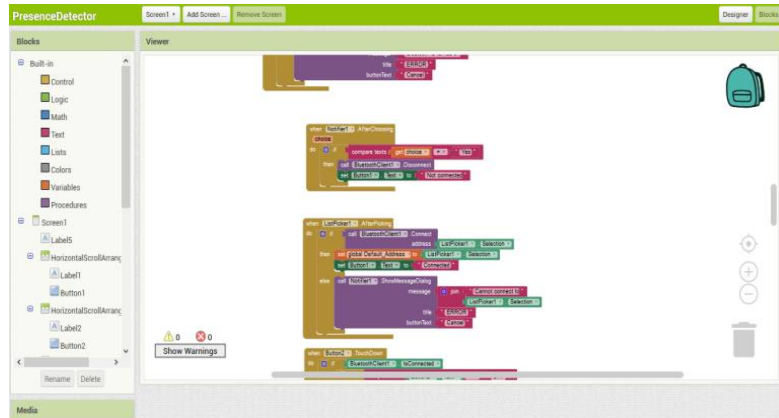 PresenceDetector Screen1 Add Screen ... Remove Screen Designer Blocks
Blocks
Viewer
Built-in
Control
Logic
Math
Text
Lists
Colors
Variables
Procedures
Screen1
Label5
HorizontalScrollArrang
Label1
Button1
HorizontalScrollArrang
Label2
Button2
Rename Delete
Media
title "ERROR"
buttonText "Cancel"
when Notifier1 .AfterChoosing
choice
do if compare texts get choice = "Yes"
then call BluetoothClient1 .Disconnect
set Button1 . Text to "Not connected"
when ListPicker1 .AfterPicking
do if call BluetoothClient1 .Connect
address ListPicker1 . Selection
then set global Default_Address to ListPicker1 . Selection
set Button1 . Text to "Connected"
else call Notifier1 .ShowMessageDialog
message join "Cannot connect to"
ListPicker1 . Selection
title "ERROR"
buttonText "Cancel"
when Button2 .TouchDown
do if BluetoothClient1 . IsConnected
0 0
Show Warnings